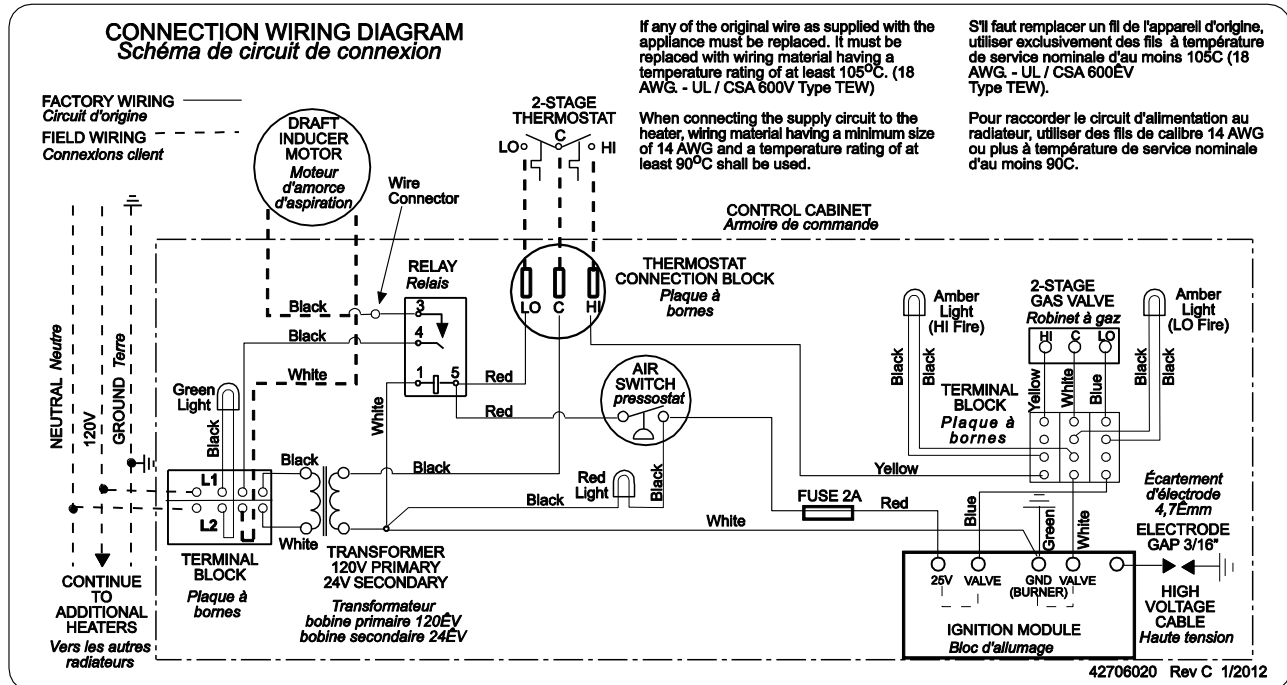 CONNECTION WIRING DIAGRAM
Schéma de circuit de connexion
If any of the original wire as supplied with the
appliance must be replaced. It must be
replaced with wiring material having a
temperature rating of at least 105OC. (18
AWG. - UL / CSA 600V Type TEW)
When connecting the supply circuit to the
heater, wiring material having a minimum size
of 14 AWG and a temperature rating of at
least 90OC shall be used.
S'il faut remplacer un fil de l'appareil d'origine,
utiliser exclusivement des fils à température
de service nominale d'au moins 105C (18
AWG. - UL / CSA 600ÊV
Type TEW).
Pour raccorder le circuit d'alimentation au
radiateur, utiliser des fils de calibre 14 AWG
ou plus à température de service nominale
d'au moins 90C.
FACTORY WIRING
Circuit d'origine
FIELD WIRING
Connexions client
DRAFT
INDUCER
MOTOR
Moteur
d'amorce
d'aspiration
Wire
Connector
2-STAGE
THERMOSTAT
LO
C
HI
CONTROL CABINET
Armoire de commande
RELAY
Relais
3
4
1
5
THERMOSTAT
CONNECTION BLOCK
Plaque à
bornes
LO
C
HI
Black
Black
White
Green
Light
Black
White
Red
Red
AIR
SWITCH
pressostat
Amber
Light
(HI Fire)
Black
Black
2-STAGE
GAS VALVE
Robinet à gaz
HI
C
LO
Amber
Light
(LO Fire)
Black
Black
Yellow
White
Blue
TERMINAL
BLOCK
Plaque à
bornes
NEUTRAL Neutre
120V
GROUND Terre
L1
L2
Black
White
Black
Black
Red
Light
Black
Yellow
White
FUSE 2A
Red
Blue
Green
White
Écartement
d'électrode
4,7Êmm
ELECTRODE
GAP 3/16"
HIGH
VOLTAGE
CABLE
Haute tension
TERMINAL
BLOCK
Plaque à
bornes
TRANSFORMER
120V PRIMARY
24V SECONDARY
Transformateur
bobine primaire 120ÊV
bobine secondaire 24ÊV
CONTINUE
TO
ADDITIONAL
HEATERS
Vers les autres
radiateurs
25V
VALVE
GND
(BURNER)
VALVE
IGNITION MODULE
Bloc d'allumage
42706020 Rev C 1/2012